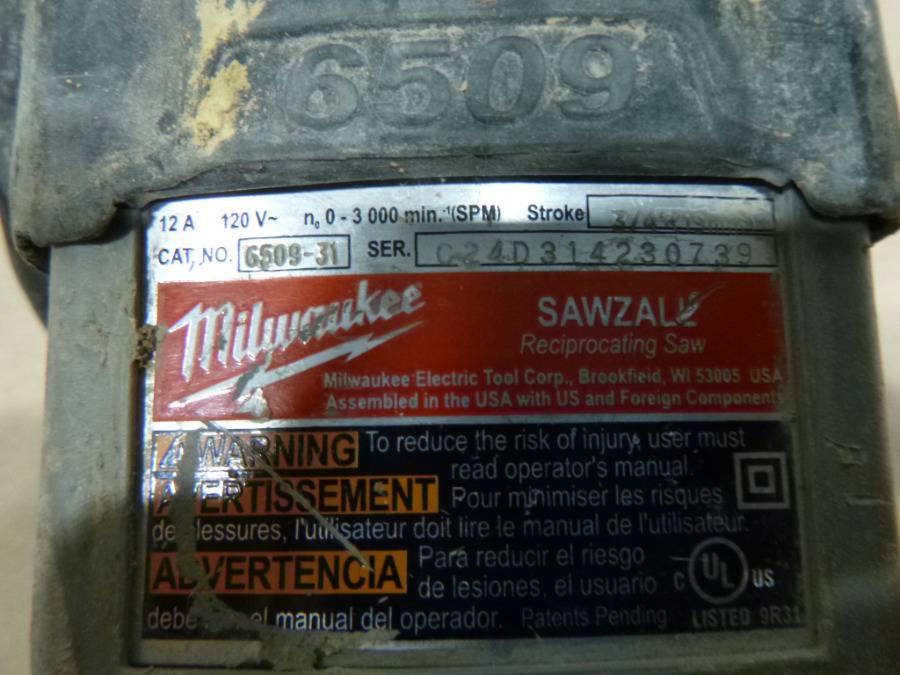 6509
12 A 120 V~ n₀ 0 - 3 000 min.⁻¹(SPM) Stroke
CAT. NO. 6509-31 SER. C24D314230739
Milwaukee
SAWZALL
Reciprocating Saw
Milwaukee Electric Tool Corp., Brookfield, WI 53005 USA
Assembled in the USA with US and Foreign Components
WARNING To reduce the risk of injury, user must
read operator's manual.
AVERTISSEMENT Pour minimiser les risques
de blessures, l'utilisateur doit lire le manuel de l'utilisateur.
ADVERTENCIA Para reducir el riesgo
de lesiones, el usuario
debe el manual del operador. Patents Pending
C UL US
LISTED 9R31